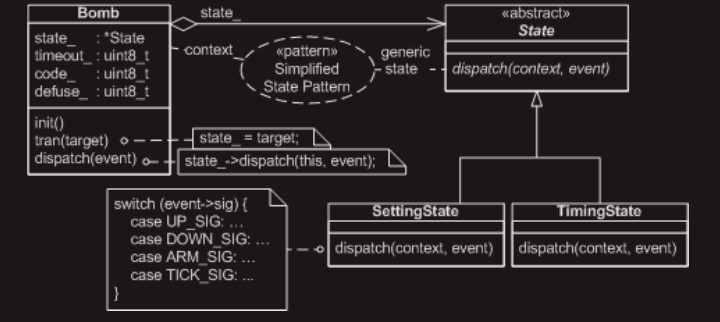 Bomb
state_ : *State
timeout_ : uint8_t
code_ : uint8_t
defuse_ : uint8_t
init()
tran(target)
dispatch(event)
state_
context
«pattern»
Simplified
State Pattern
generic
state
«abstract»
State
dispatch(context, event)
state_ = target;
state_->dispatch(this, event);
switch (event->sig) {
case UP_SIG: ...
case DOWN_SIG: ...
case ARM_SIG: ...
case TICK_SIG: ...
}
SettingState
dispatch(context, event)
TimingState
dispatch(context, event)